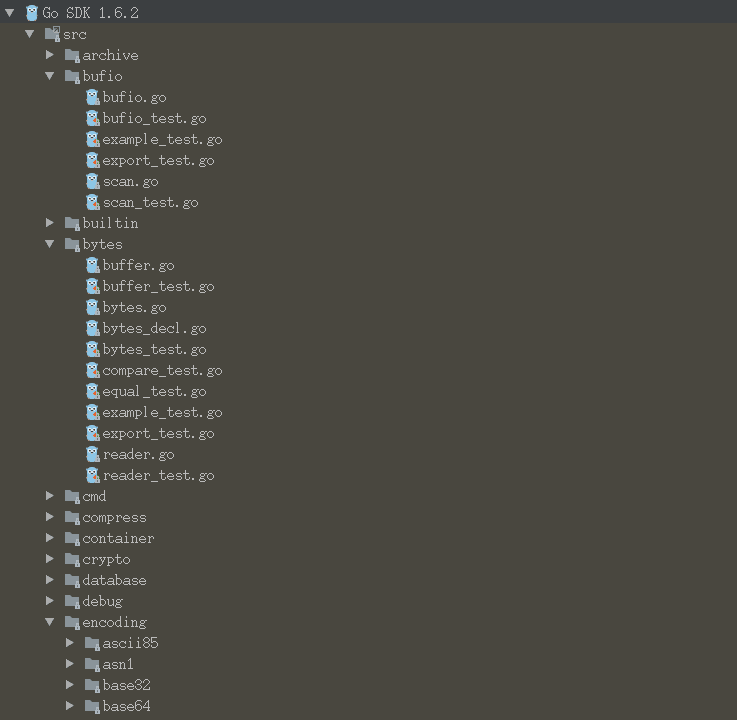 Go SDK 1.6.2
src
archive
bufio
bufio.go
bufio_test.go
example_test.go
export_test.go
scan.go
scan_test.go
builtin
bytes
buffer.go
buffer_test.go
bytes.go
bytes_decl.go
bytes_test.go
compare_test.go
equal_test.go
example_test.go
export_test.go
reader.go
reader_test.go
cmd
compress
container
crypto
database
debug
encoding
ascii85
asn1
base32
base64